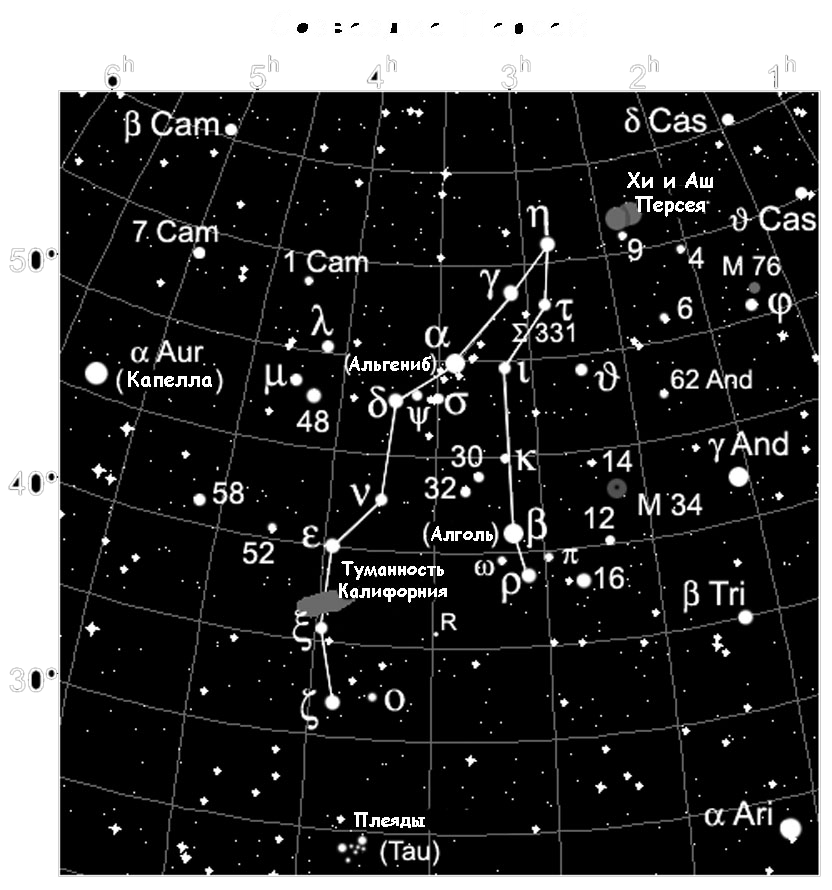 6h 5h 4h 3h 2h 1h
β Cam
δ Cas
Хи и Аш
Персея
η
9
ϑ Cas
7 Cam
4
50°
1 Cam
γ
M 76
τ
6
φ
Σ 331
λ
α
α Aur
(Капелла)
(Альгениб)
ι
μ
ϑ
62 And
48
δ
ψ
σ
γ And
30
κ
14
40°
58
ν
32
M 34
12
52
ε
(Алголь)
β
ω
π
Туманность
Калифорния
ρ
16
β Tri
ξ
R
30°
ζ
ο
Плеяды
(Tau)
α Ari